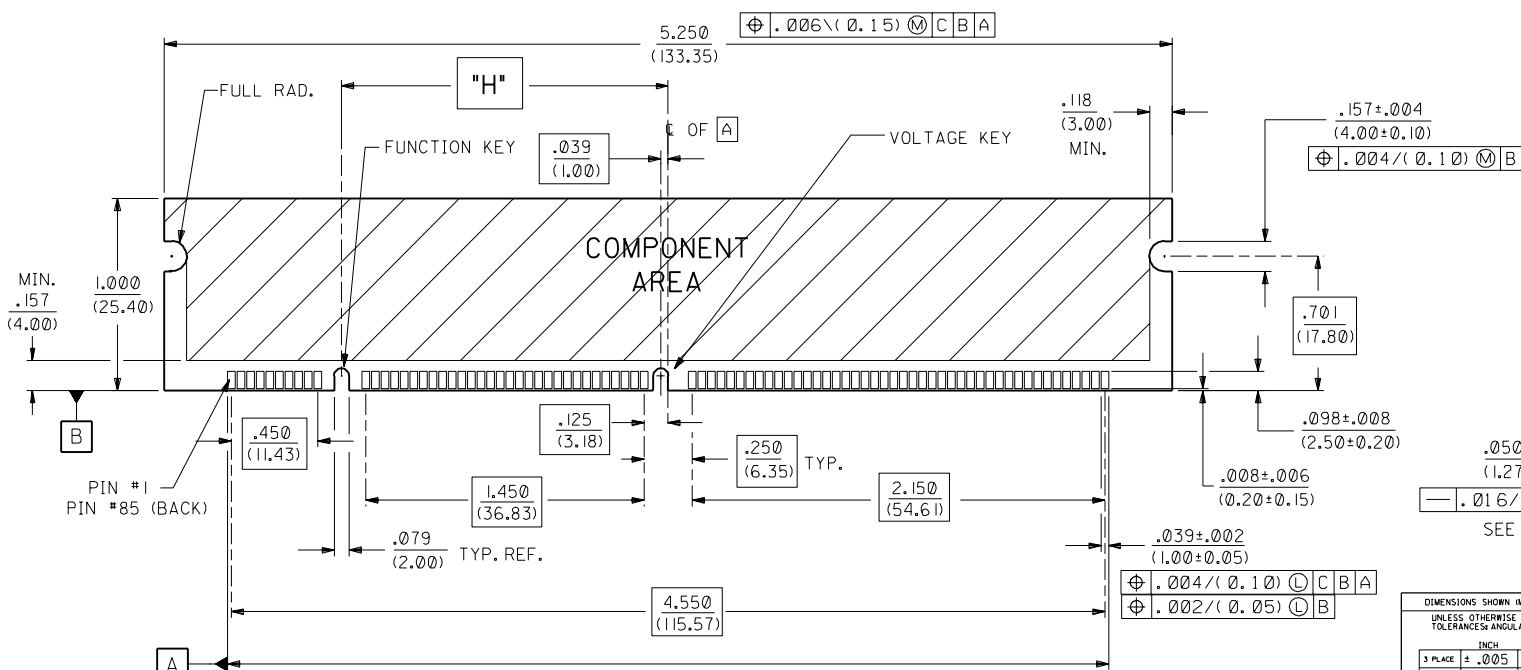 5.250
(133.35)
⌖ .006\(0.15) Ⓜ C B A
"H"
FULL RAD.
℄ OF A
FUNCTION KEY
.039
(1.00)
VOLTAGE KEY
.118
(3.00)
MIN.
.157±.004
(4.00±0.10)
⌖ .004/(0.10) Ⓜ B
COMPONENT
AREA
MIN.
.157
(4.00)
1.000
(25.40)
.701
(17.80)
B
.450
(11.43)
.125
(3.18)
.250
(6.35) TYP.
.098±.008
(2.50±0.20)
.008±.006
(0.20±0.15)
.050
(1.27
PIN #1
PIN #85 (BACK)
1.450
(36.83)
2.150
(54.61)
⏤ .016/
SEE
.079
(2.00) TYP. REF.
.039±.002
(1.00±0.05)
⌖ .004/(0.10) Ⓛ C B A
⌖ .002/(0.05) Ⓛ B
4.550
(115.57)
A
DIMENSIONS SHOWN
UNLESS OTHERWISE
TOLERANCES: ANGULA
INCH
3 PLACE ± .005